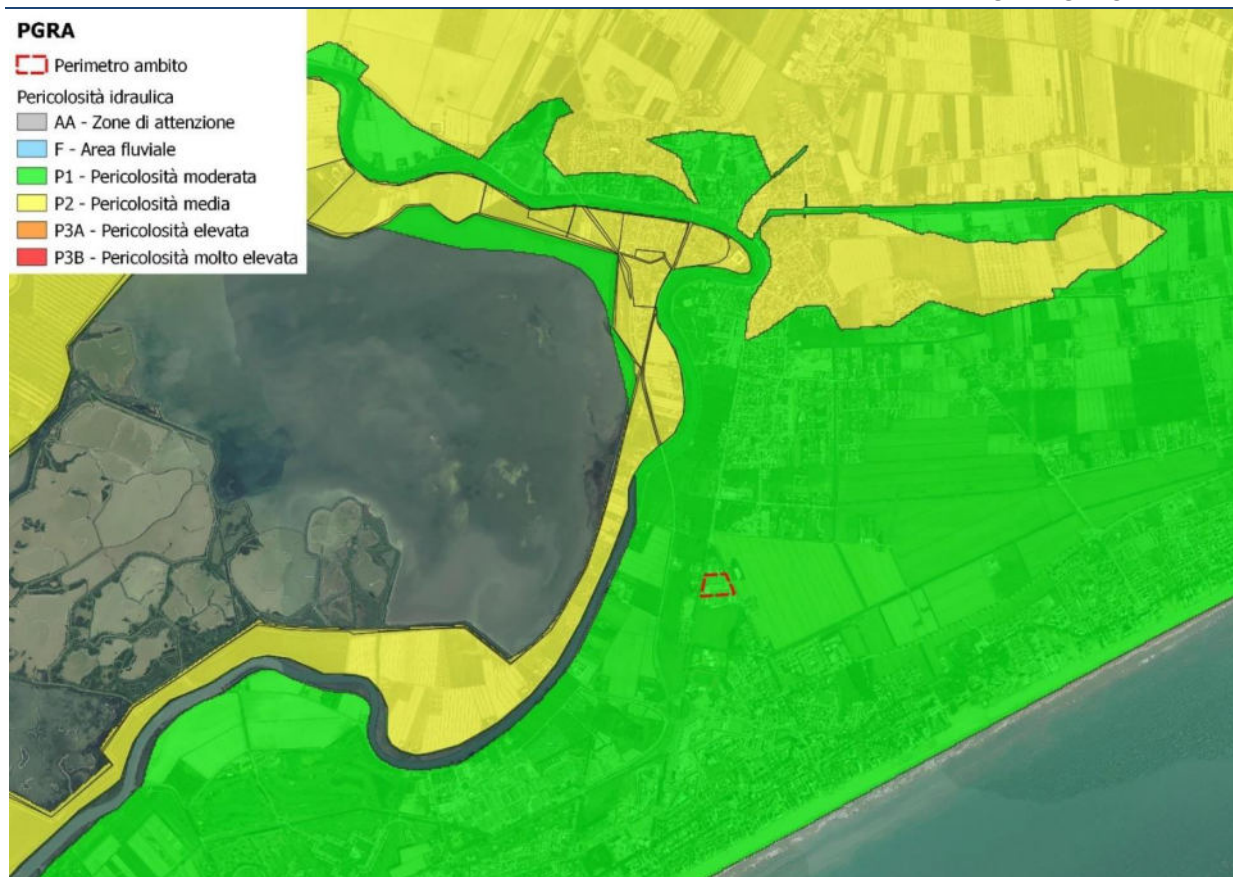 PGRA
Perimetro ambito
Pericolosità idraulica
AA - Zone di attenzione
F - Area fluviale
P1 - Pericolosità moderata
P2 - Pericolosità media
P3A - Pericolosità elevata
P3B - Pericolosità molto elevata